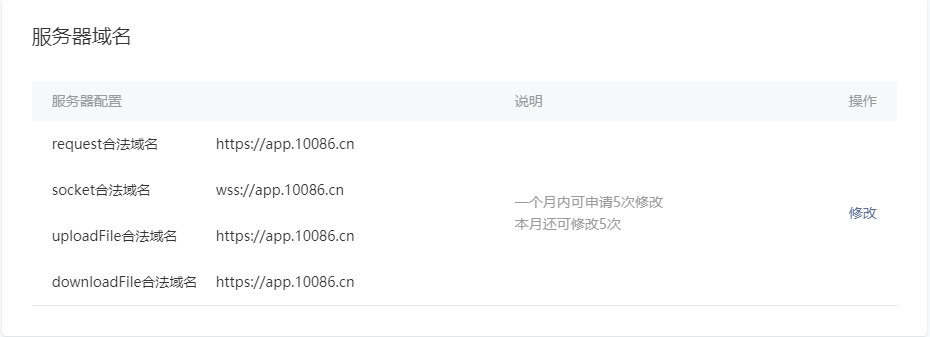 服务器域名
服务器配置 说明 操作
request合法域名 https://app.10086.cn
socket合法域名 wss://app.10086.cn
一个月内可申请5次修改
本月还可修改5次
修改
uploadFile合法域名 https://app.10086.cn
downloadFile合法域名 https://app.10086.cn